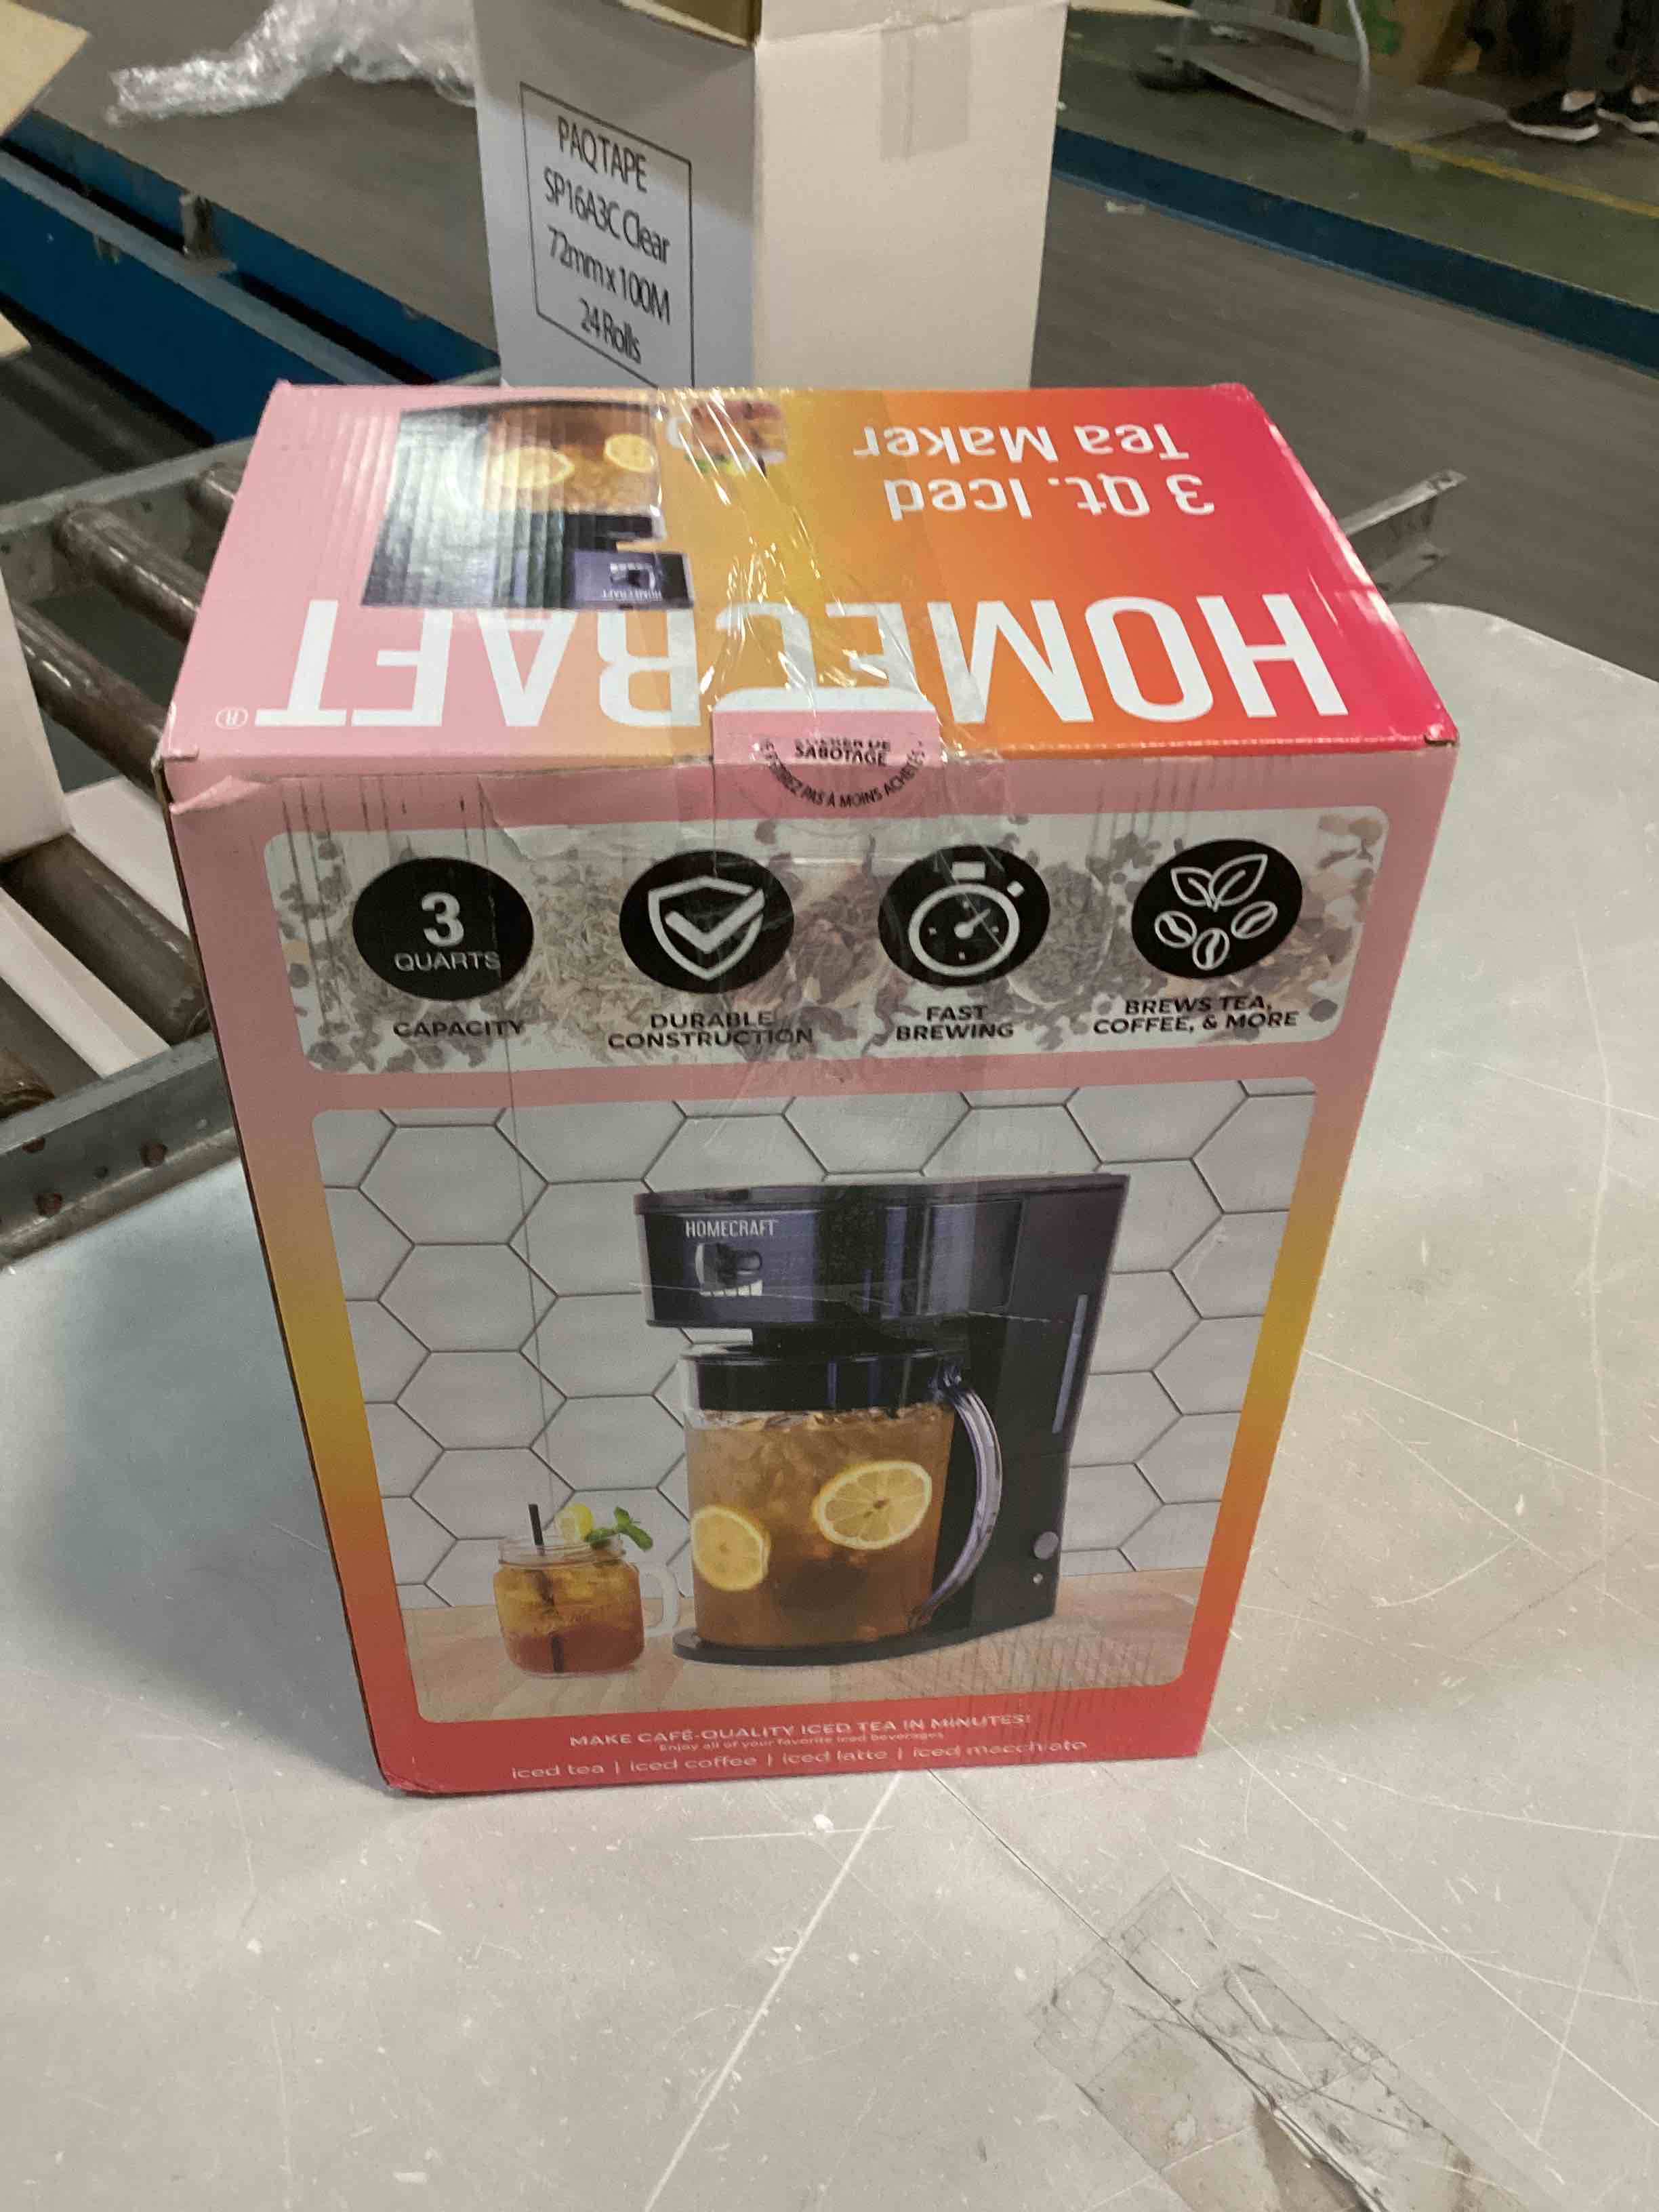 PAQTAPE
SP16A3C Clear
72mm x 100M
24 Rolls
3 Qt. Iced
Tea Maker
HOMECRAFT®
SABOTAGE
PAS À MOINS
3
QUARTS
CAPACITY
DURABLE
CONSTRUCTION
FAST
BREWING
BREWS TEA,
COFFEE, & MORE
HOMECRAFT
MAKE CAFÉ-QUALITY ICED TEA IN MINUTES!
Enjoy all of your favorite iced beverages
iced tea | iced coffee | iced latte | iced macchiato